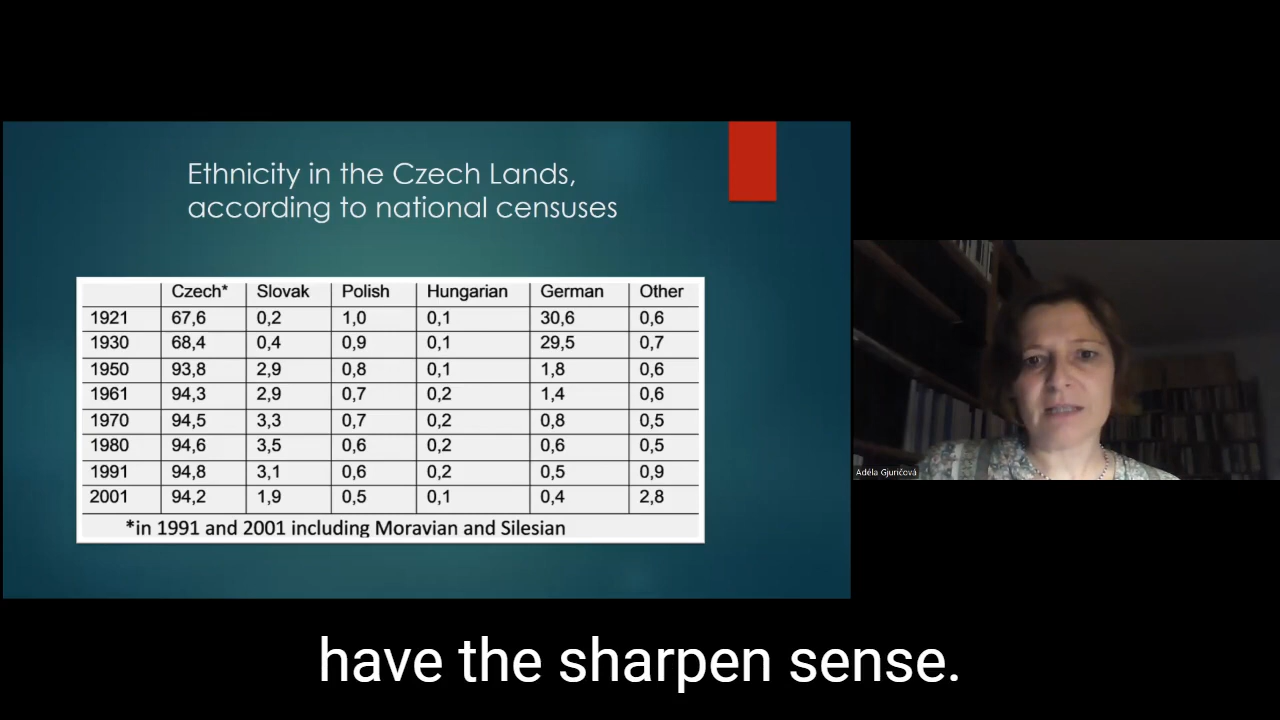 Ethnicity in the Czech Lands,
according to national censuses
Czech* Slovak Polish Hungarian German Other
1921 67,6 0,2 1,0 0,1 30,6 0,6
1930 68,4 0,4 0,9 0,1 29,5 0,7
1950 93,8 2,9 0,8 0,1 1,8 0,6
1961 94,3 2,9 0,7 0,2 1,4 0,6
1970 94,5 3,3 0,7 0,2 0,8 0,5
1980 94,6 3,5 0,6 0,2 0,6 0,5
1991 94,8 3,1 0,6 0,2 0,5 0,9
2001 94,2 1,9 0,5 0,1 0,4 2,8
*in 1991 and 2001 including Moravian and Silesian
Adéla Gjuričová
have the sharpen sense.